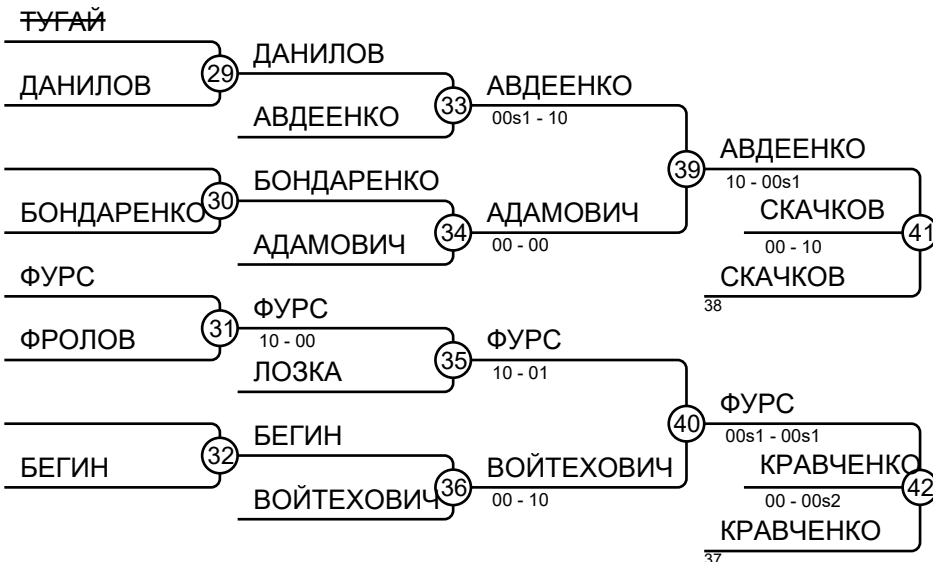 ТУГАЙ
ДАНИЛОВ
29
ДАНИЛОВ
АВДЕЕНКО
33
АВДЕЕНКО
00s1 - 10
БОНДАРЕНКО
30
БОНДАРЕНКО
АДАМОВИЧ
34
АДАМОВИЧ
00 - 00
39
АВДЕЕНКО
10 - 00s1
СКАЧКОВ
00 - 10
41
СКАЧКОВ
38
ФУРС
ФРОЛОВ
31
ФУРС
10 - 00
ЛОЗКА
35
ФУРС
10 - 01
БЕГИН
32
БЕГИН
ВОЙТЕХОВИЧ
36
ВОЙТЕХОВИЧ
00 - 10
40
ФУРС
00s1 - 00s1
КРАВЧЕНКО
00 - 00s2
42
КРАВЧЕНКО
37